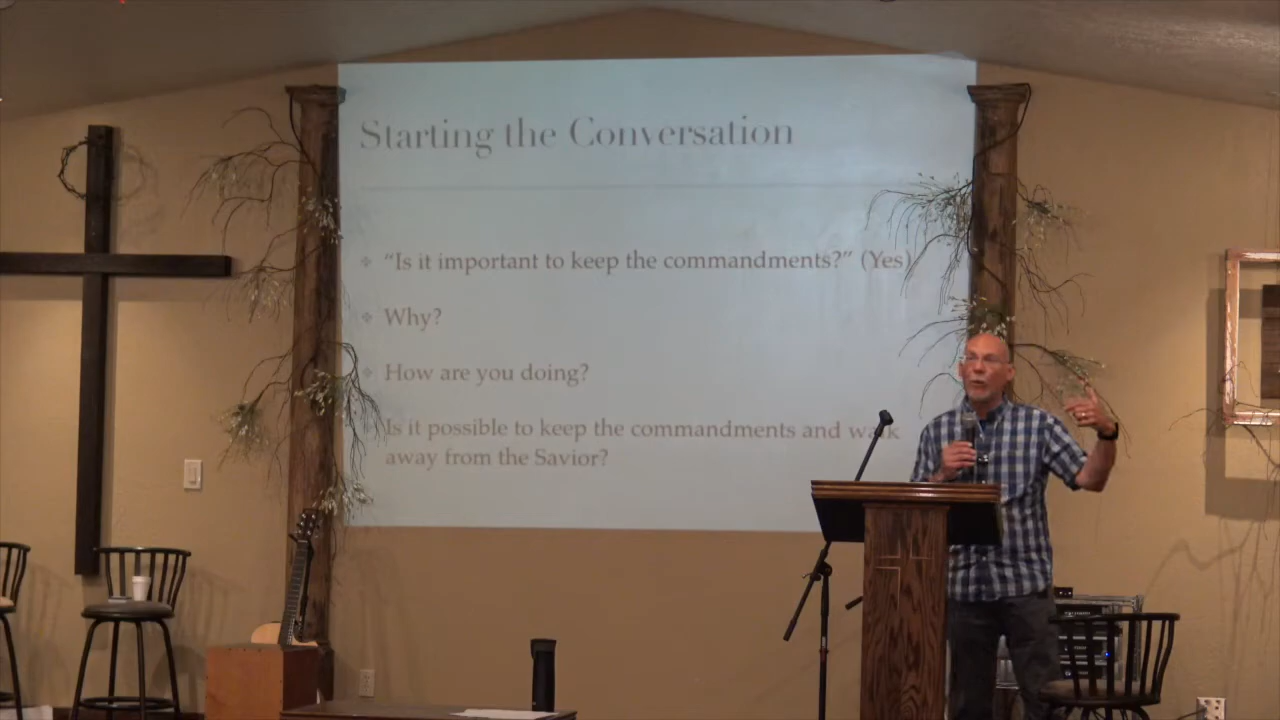 Starting the Conversation
“Is it important to keep the commandments?” (Yes)
Why?
How are you doing?
Is it possible to keep the commandments and walk
away from the Savior?